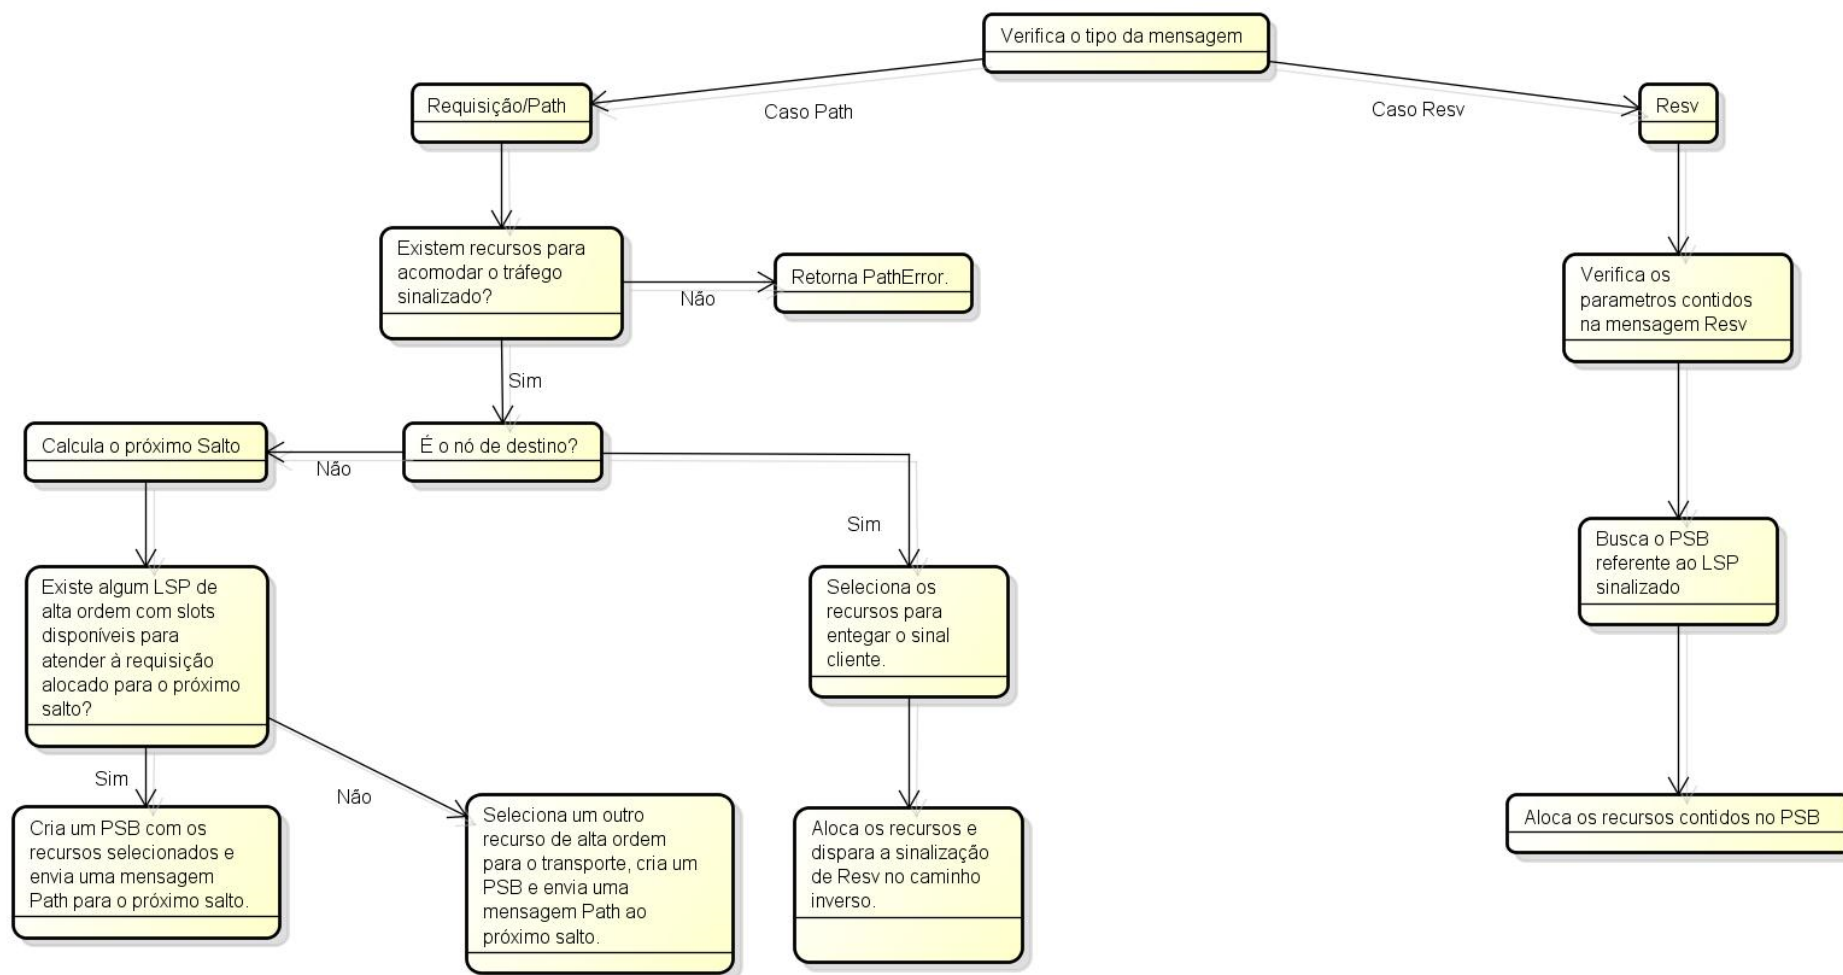 Verifica o tipo da mensagem
Requisição/Path
Caso Path
Caso Resv
Resv
Existem recursos para
acomodar o tráfego
sinalizado?
Não
Retorna PathError.
Verifica os
parametros contidos
na mensagem Resv
Sim
Calcula o próximo Salto
Não
É o nó de destino?
Sim
Busca o PSB
referente ao LSP
sinalizado
Existe algum LSP de
alta ordem com slots
disponíveis para
atender à requisição
alocado para o próximo
salto?
Seleciona os
recursos para
entegar o sinal
cliente.
Sim
Não
Cria um PSB com os
recursos selecionados e
envia uma mensagem
Path para o próximo salto.
Seleciona um outro
recurso de alta ordem
para o transporte, cria um
PSB e envia uma
mensagem Path ao
próximo salto.
Aloca os recursos e
dispara a sinalização
de Resv no caminho
inverso.
Aloca os recursos contidos no PSB